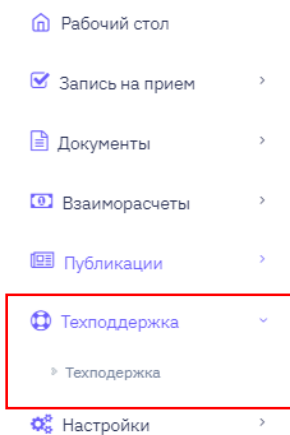 Рабочий стол
Запись на прием
Документы
Взаиморасчеты
Публикации
Техподдержка
Техподержка
Настройки